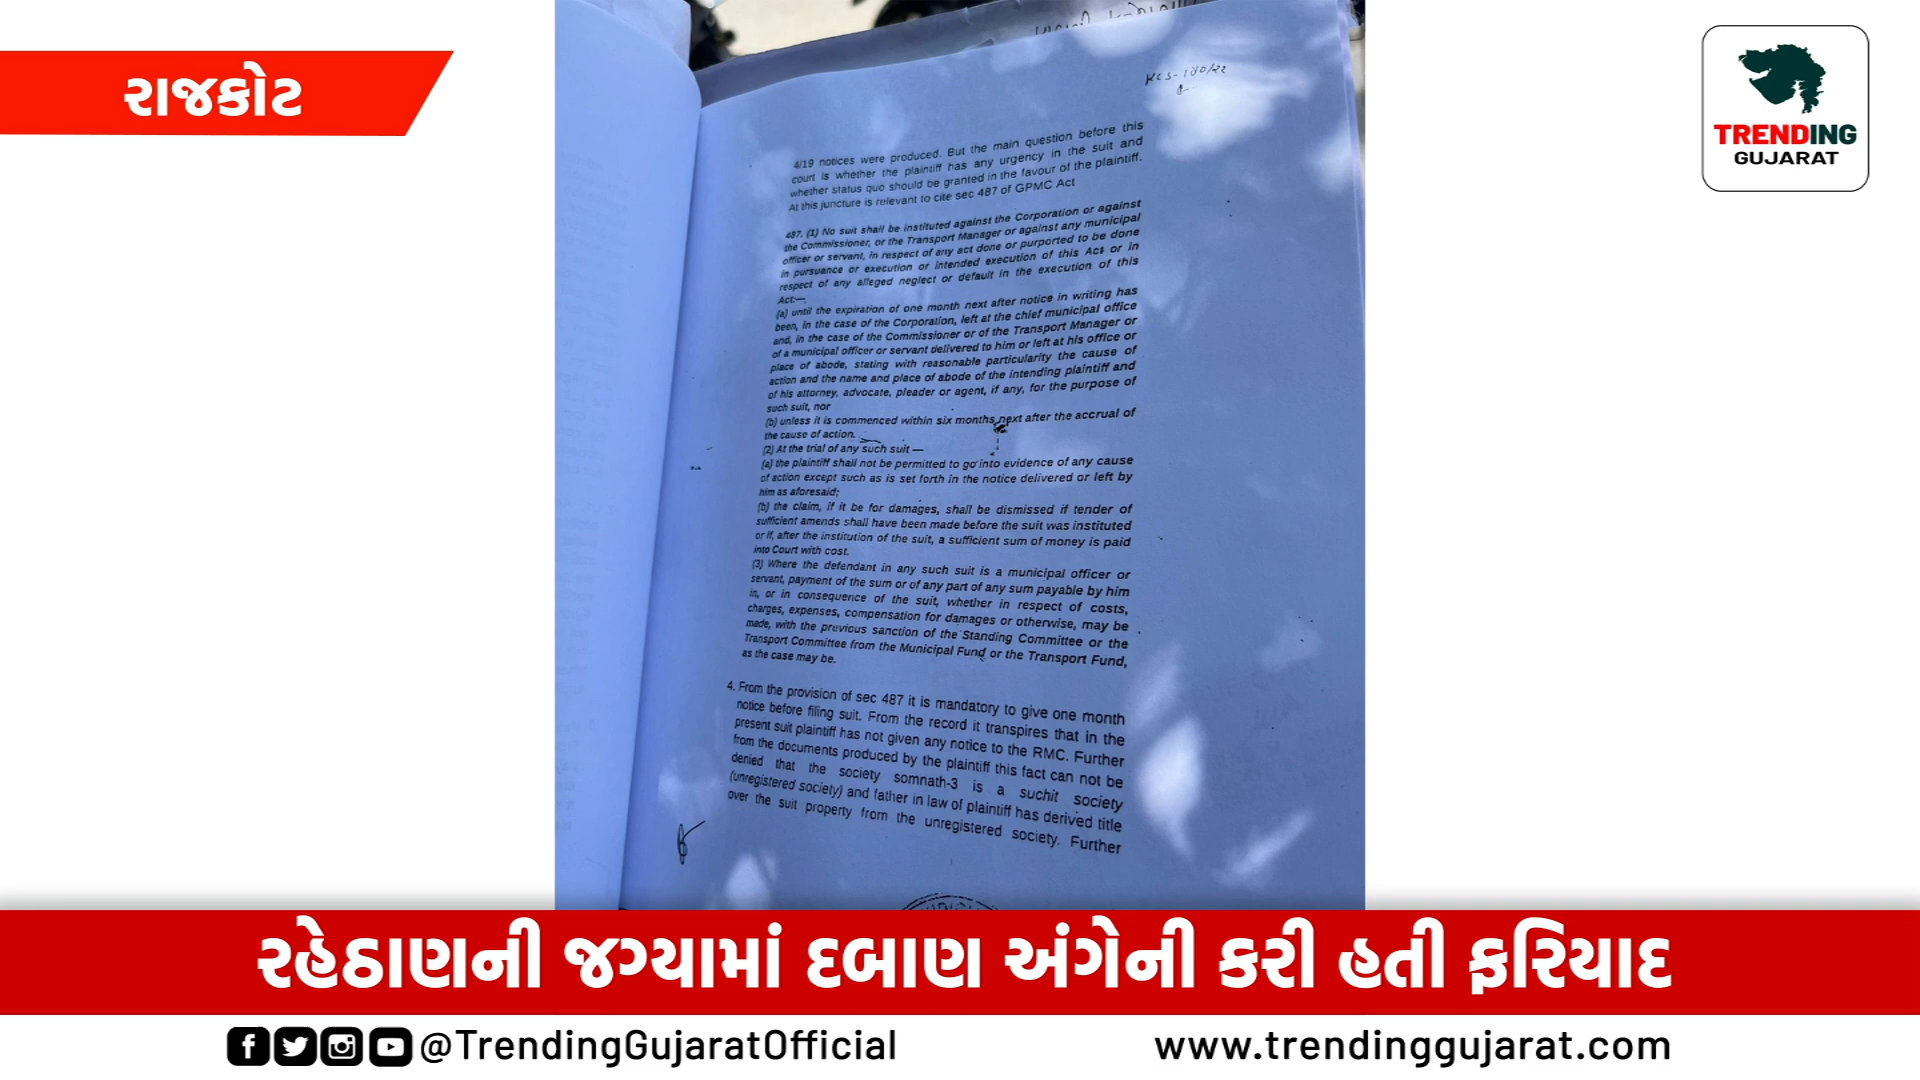 રાજકોટ
TRENDING
GUJARAT
4/19 notices were produced. But the main question before this
court is whether the plaintiff has any urgency in the suit and
whether status quo should be granted in the favour of the plaintiff.
At this juncture is relevant to cite sec 487 of GPMC Act
487. (1) No suit shall be instituted against the Corporation or against
the Commissioner, or the Transport Manager or against any municipal
officer or servant, in respect of any act done or purported to be done
in pursuance or execution or intended execution of this Act or in
respect of any alleged neglect or default in the execution of this
Act:—
(a) until the expiration of one month next after notice in writing has
been, in the case of the Corporation, left at the chief municipal office
and, in the case of the Commissioner or of the Transport Manager or
of a municipal officer or servant delivered to him or left at his office or
place of abode, stating with reasonable particularity the cause of
action and the name and place of abode of the intending plaintiff and
of his attorney, advocate, pleader or agent, if any, for the purpose of
such suit, nor
(b) unless it is commenced within six months next after the accrual of
the cause of action.
(2) At the trial of any such suit —
(a) the plaintiff shall not be permitted to go into evidence of any cause
of action except such as is set forth in the notice delivered or left by
him as aforesaid;
(b) the claim, if it be for damages, shall be dismissed if tender of
sufficient amends shall have been made before the suit was instituted
or if, after the institution of the suit, a sufficient sum of money is paid
into Court with cost.
(3) Where the defendant in any such suit is a municipal officer or
servant, payment of the sum or of any part of any sum payable by him
in, or in consequence of the suit, whether in respect of costs,
charges, expenses, compensation for damages or otherwise, may be
made, with the previous sanction of the Standing Committee or the
Transport Committee from the Municipal Fund or the Transport Fund,
as the case may be.
4. From the provision of sec 487 it is mandatory to give one month
notice before filing suit. From the record it transpires that in the
present suit plaintiff has not given any notice to the RMC. Further
from the documents produced by the plaintiff this fact can not be
denied that the society somnath-3 is a suchit society
(unregistered society) and father in law of plaintiff has derived title
over the suit property from the unregistered society. Further
રહેઠાણની જગ્યામાં દબાણ અંગેની કરી હતી ફરિયાદ
@TrendingGujaratOfficial
www.trendinggujarat.com